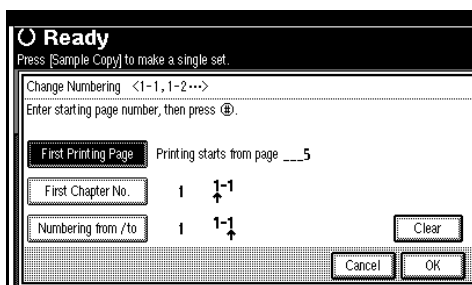 Ready
Press [Sample Copy] to make a single set.
Change Numbering <1-1,1-2···>
Enter starting page number, then press (#).
First Printing Page Printing starts from page ___5
First Chapter No. 1 1-1
Numbering from /to 1 1-1 Clear
Cancel OK